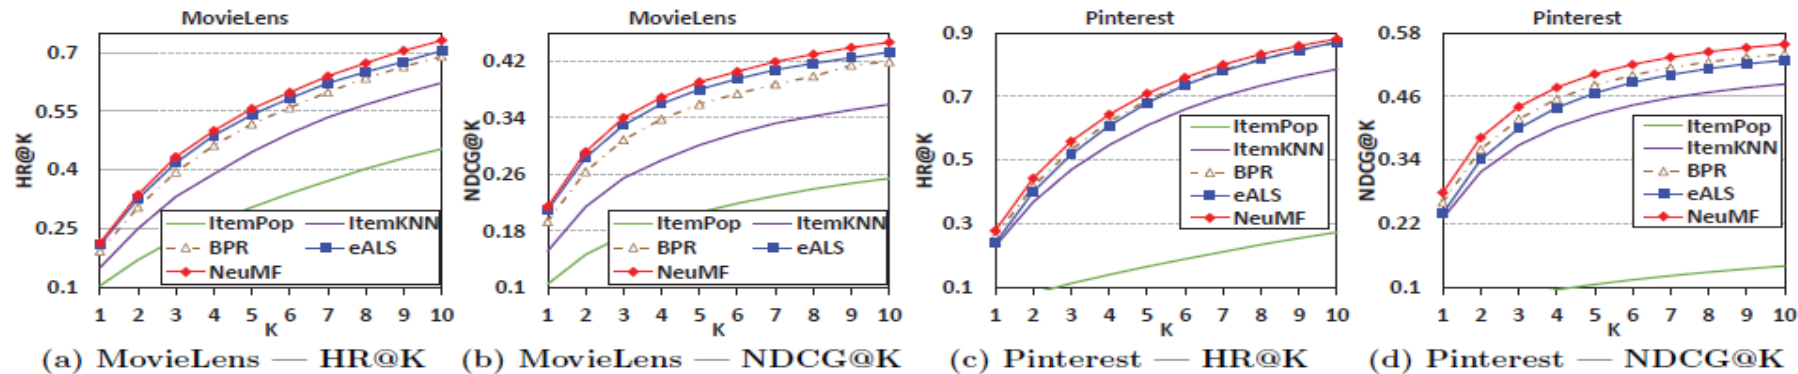 MovieLens
HR@K
0.7
0.55
0.4
0.25
0.1
ItemPop ItemKNN
BPR eALS
NeuMF
1 2 3 4 5 6 7 8 9 10
K
(a) MovieLens — HR@K
MovieLens
NDCG@K
0.42
0.34
0.26
0.18
0.1
ItemPop ItemKNN
BPR eALS
NeuMF
1 2 3 4 5 6 7 8 9 10
K
(b) MovieLens — NDCG@K
Pinterest
HR@K
0.9
0.7
0.5
0.3
0.1
ItemPop
ItemKNN
BPR
eALS
NeuMF
1 2 3 4 5 6 7 8 9 10
K
(c) Pinterest — HR@K
Pinterest
NDCG@K
0.58
0.46
0.34
0.22
0.1
ItemPop
ItemKNN
BPR
eALS
NeuMF
1 2 3 4 5 6 7 8 9 10
K
(d) Pinterest — NDCG@K